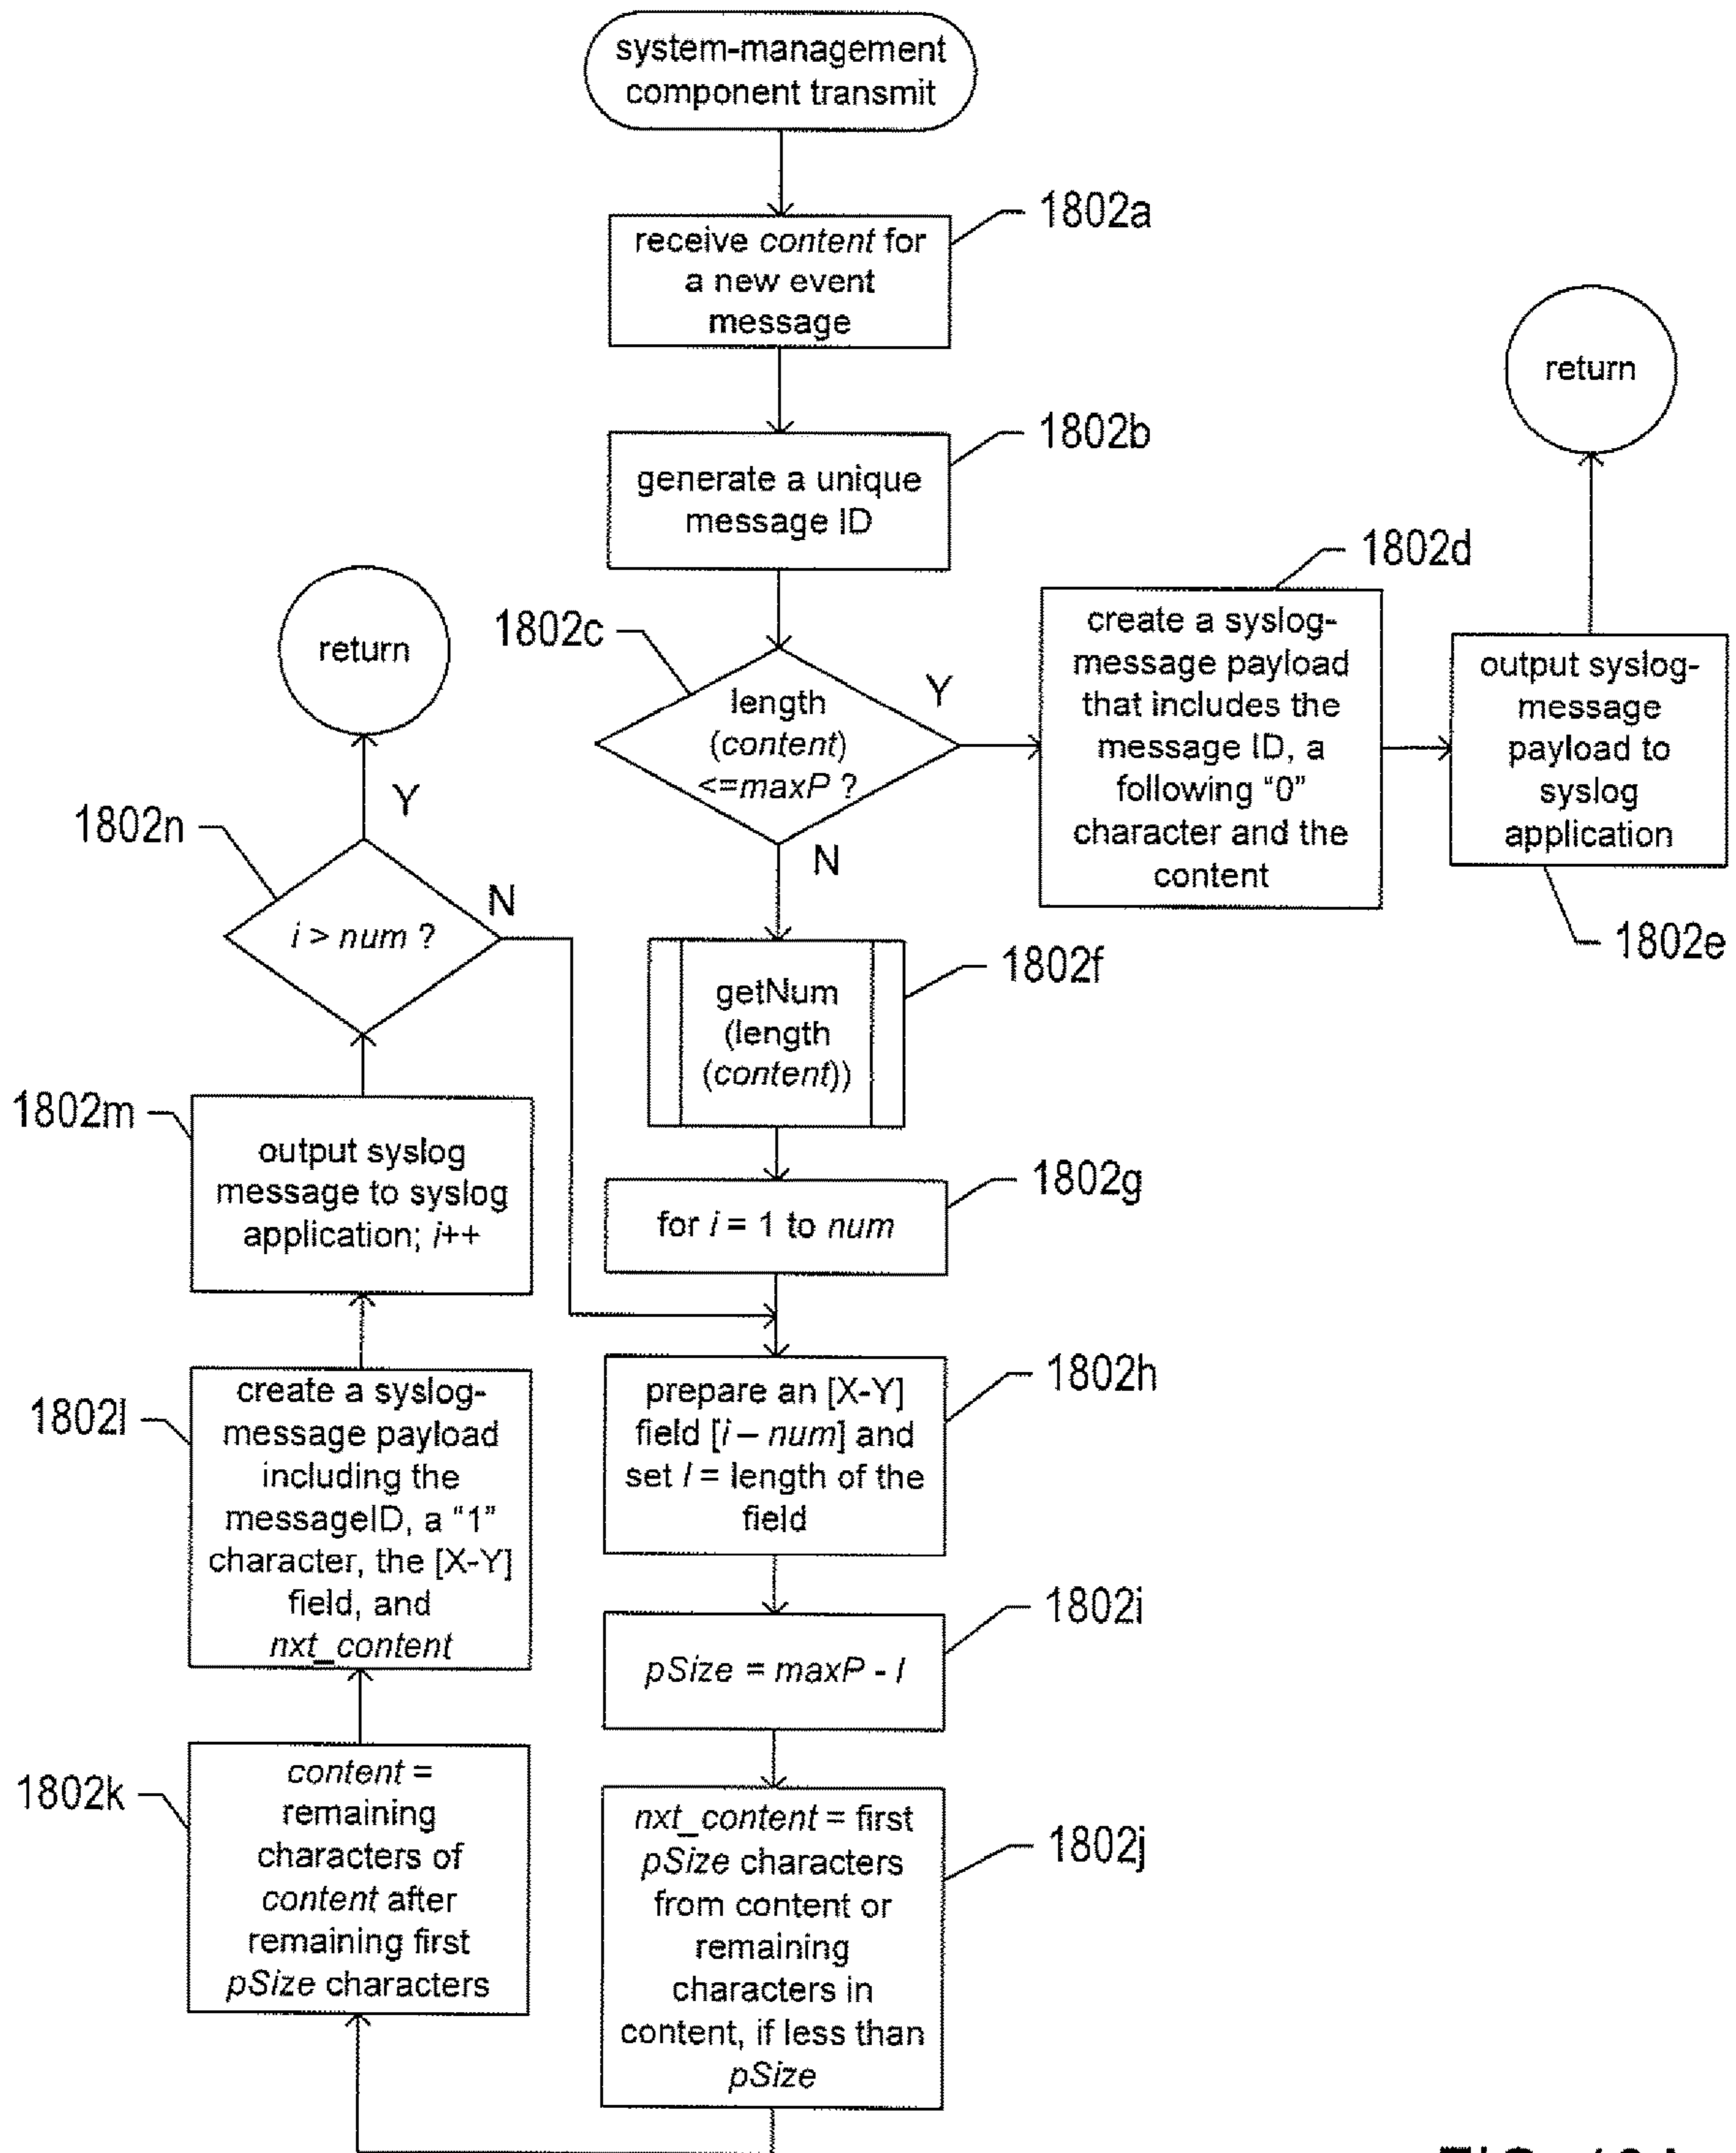 system-management
component transmit
1802a
receive content for
a new event
message
1802b
generate a unique
message ID
return
1802c
length
(content)
<=maxP ?
Y
N
1802d
create a syslog-
message payload
that includes the
message ID, a
following “0”
character and the
content
output syslog-
message
payload to
syslog
application
1802e
return
1802f
getNum
(length
(content))
1802g
for i = 1 to num
1802h
prepare an [X-Y]
field [i – num] and
set l = length of the
field
1802i
pSize = maxP - l
1802j
nxt_content = first
pSize characters
from content or
remaining
characters in
content, if less than
pSize
1802k
content =
remaining
characters of
content after
remaining first
pSize characters
1802l
create a syslog-
message payload
including the
messageID, a “1”
character, the [X-Y]
field, and
nxt_content
1802m
output syslog
message to syslog
application; i++
1802n
i > num ?
Y
N